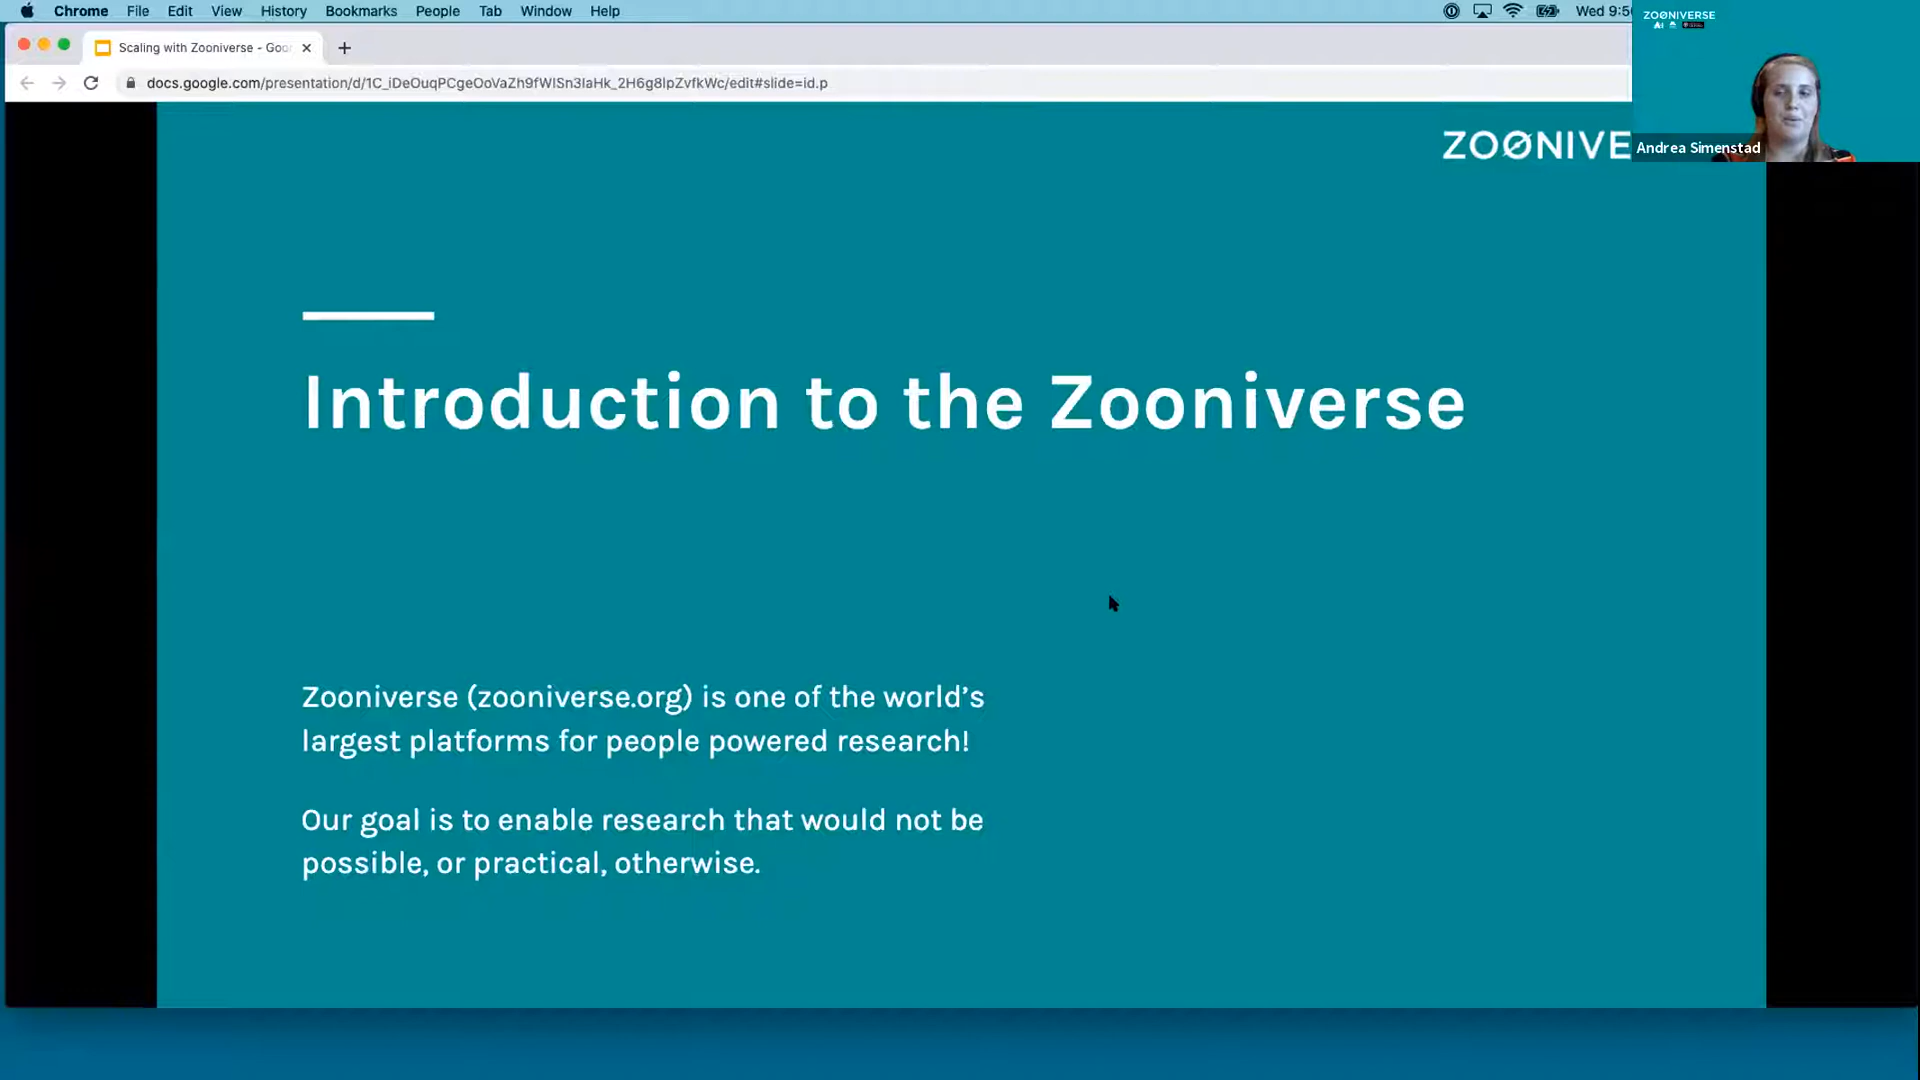 Chrome File Edit View History Bookmarks People Tab Window Help
Wed 9:5
ZOONIVERSE
Scaling with Zooniverse - Goo
docs.google.com/presentation/d/1C_iDeOuqPCgeOoVaZh9fWISn3IaHk_2H6g8lpZvfkWc/edit#slide=id.p
ZOONIVE
Andrea Simenstad
Introduction to the Zooniverse
Zooniverse (zooniverse.org) is one of the world’s
largest platforms for people powered research!
Our goal is to enable research that would not be
possible, or practical, otherwise.